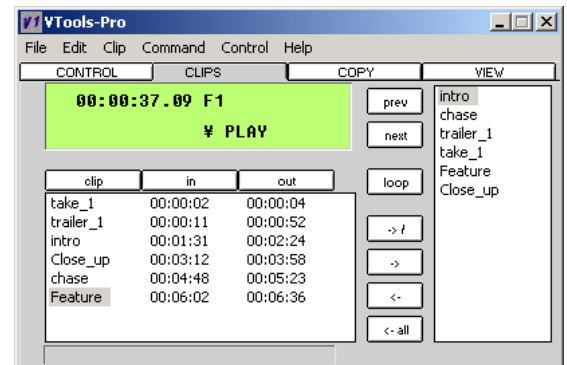 YTools-Pro
File Edit Clip Command Control Help
CONTROL CLIPS COPY VIEW
00:00:37.09 F1
¥ PLAY
prev
next
loop
-> /
->
<-
<- all
clip in out
take_1 00:00:02 00:00:04
trailer_1 00:00:11 00:00:52
intro 00:01:31 00:02:24
Close_up 00:03:12 00:03:58
chase 00:04:48 00:05:23
Feature 00:06:02 00:06:36
intro
chase
trailer_1
take_1
Feature
Close_up